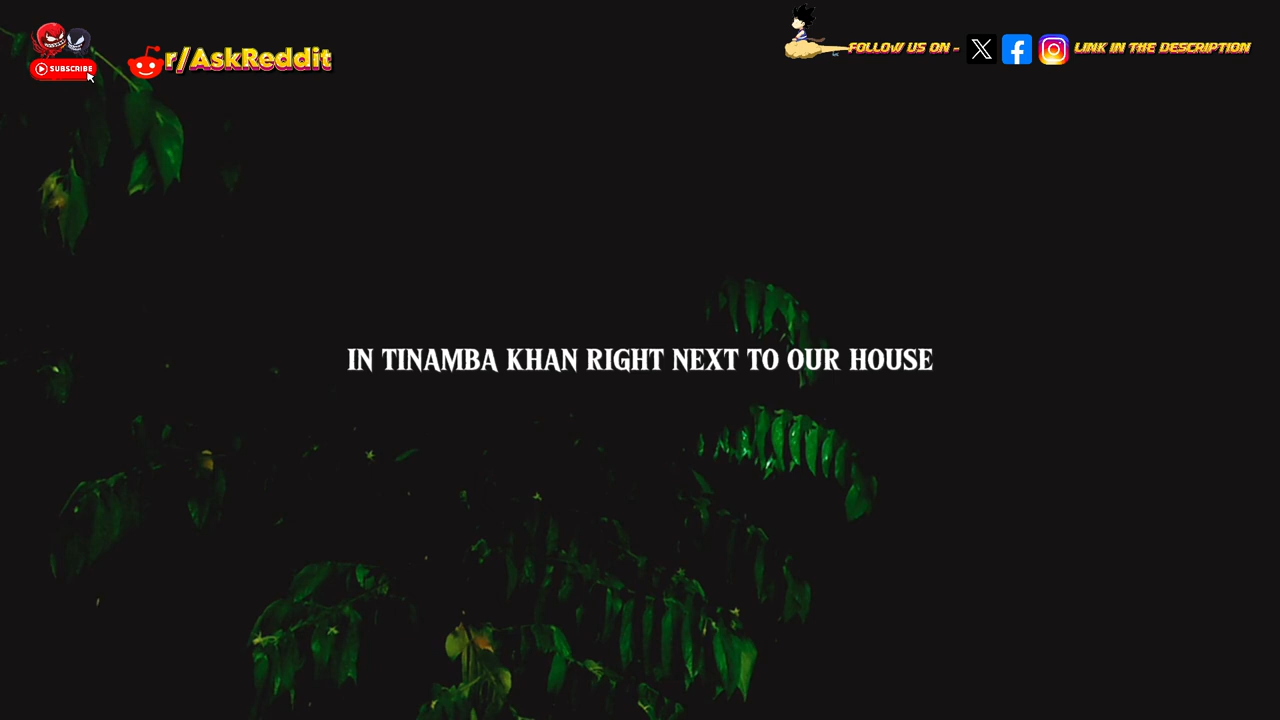 SUBSCRIBE
r/AskReddit
FOLLOW US ON -
LINK IN THE DESCRIPTION
IN TINAMBA KHAN RIGHT NEXT TO OUR HOUSE